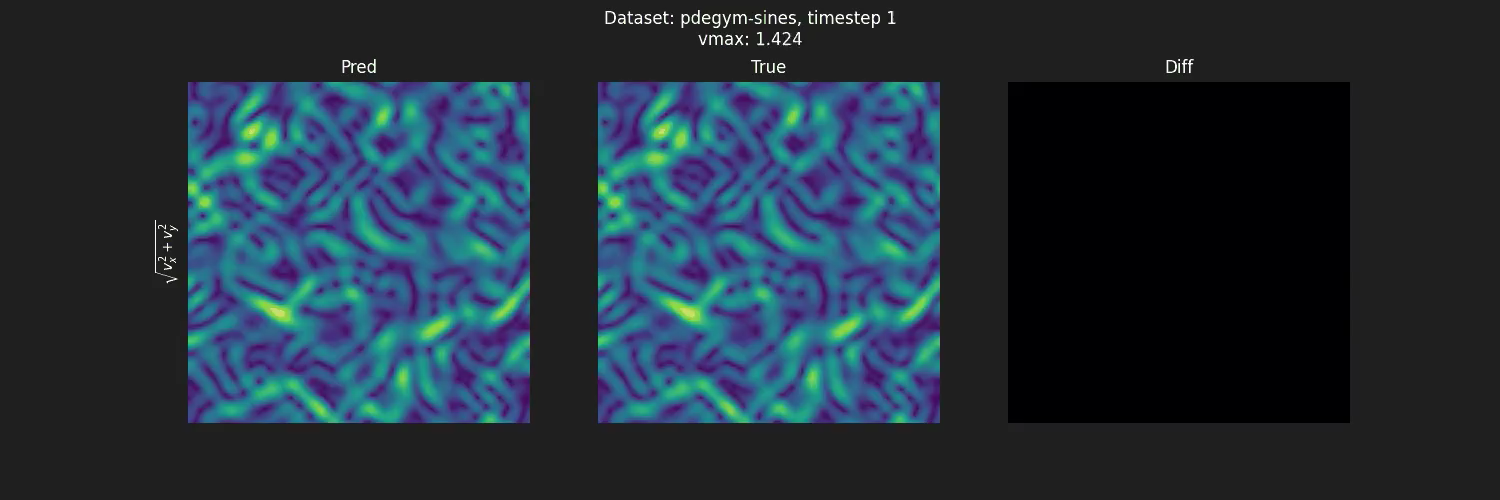 Dataset: pdegym-sines, timestep 1
vmax: 1.424
Pred
True
Diff
√(v_x^2 + v_y^2)